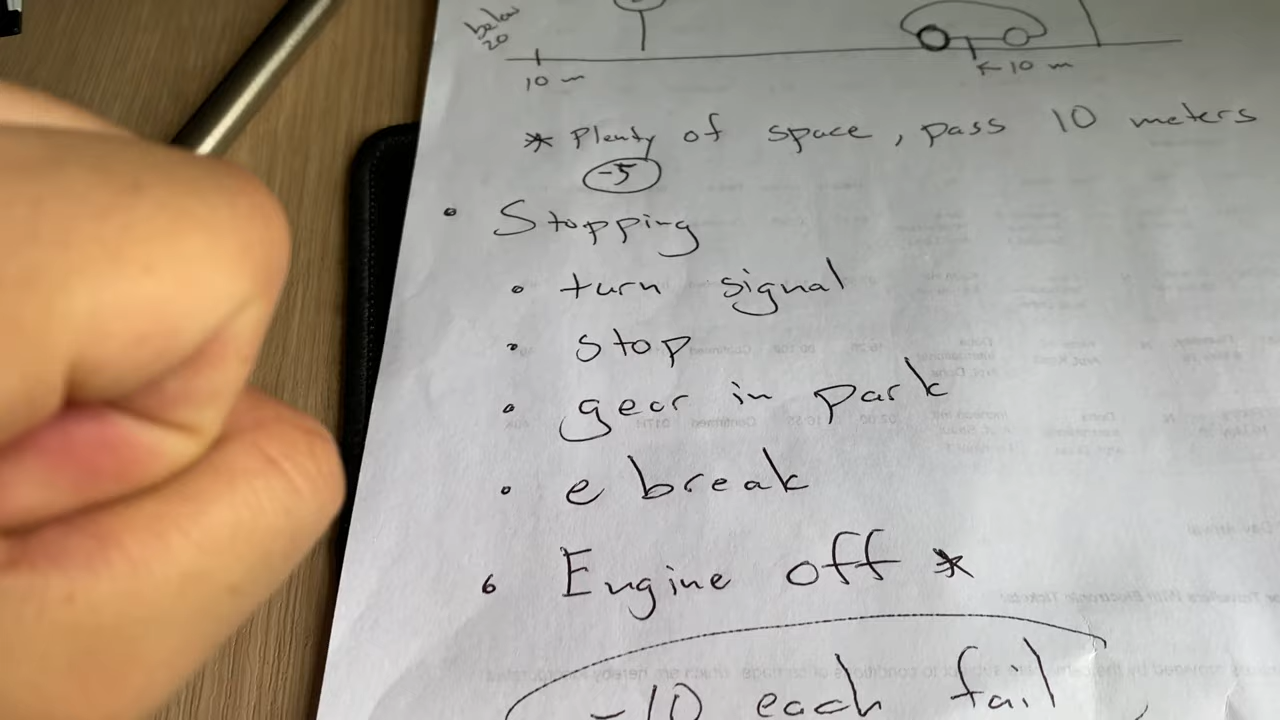 below
20
10 m
←10 m
* Plenty of space, pass 10 meters
-5
• Stopping
• turn signal
• stop
• gear in park
• e break
• Engine off *
-10 each fail